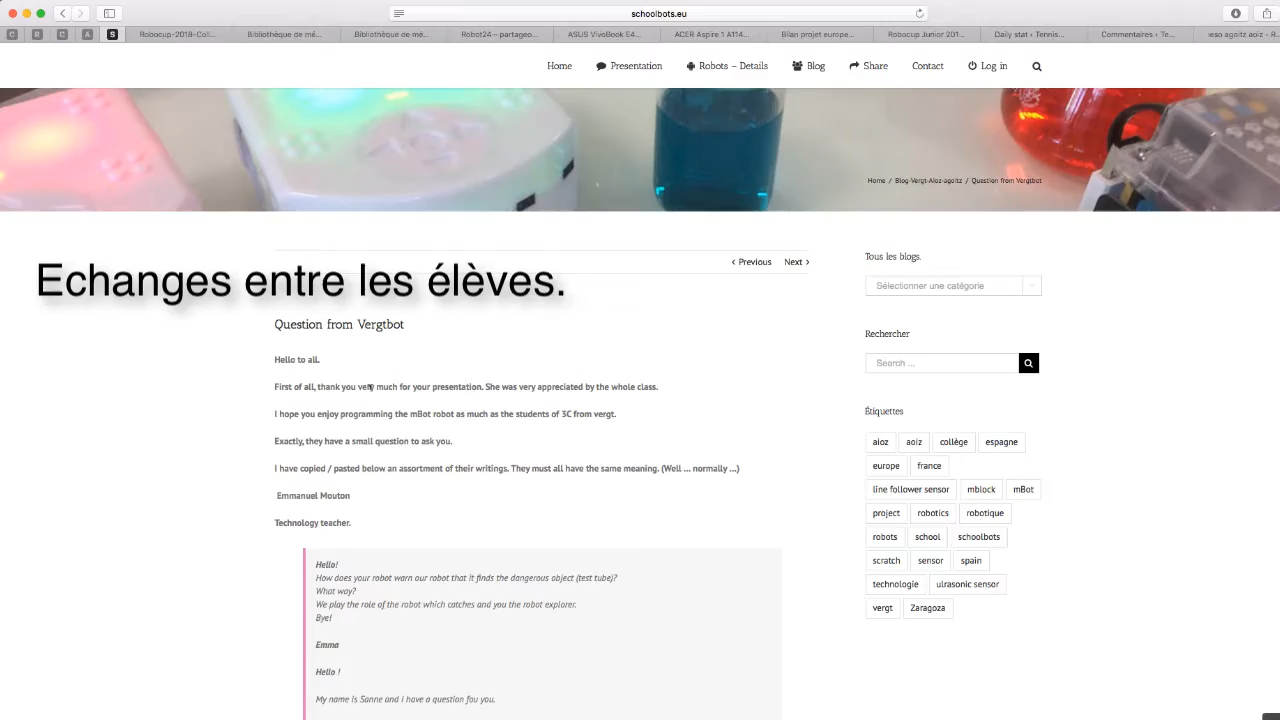 schoolbots.eu
C R C A S Robocup-2018-Coll... Bibliothèque de mé... Bibliothèque de mé... Robot24 – partageo... ASUS VivoBook E4... ACER Aspire 1 A114... Bilan projet europe... Robocup Junior 201... Daily stat ‹ Tennis... Commentaires ‹ Te... eso agoitz aoiz - R...
Home Presentation Robots – Details Blog Share Contact Log in
Home / Blog-Vergt-Aioz-agoitz / Question from Vergtbot
Previous Next
Echanges entre les élèves.
Question from Vergtbot
Hello to all.
First of all, thank you very much for your presentation. She was very appreciated by the whole class.
I hope you enjoy programming the mBot robot as much as the students of 3C from vergt.
Exactly, they have a small question to ask you.
I have copied / pasted below an assortment of their writings. They must all have the same meaning. (Well ... normally ...)
Emmanuel Mouton
Technology teacher.
Hello!
How does your robot warn our robot that it finds the dangerous object (test tube)?
What way?
We play the role of the robot which catches and you the robot explorer.
Bye!
Emma
Hello !
My name is Sanne and i have a question fou you.
Tous les blogs.
Sélectionner une catégorie
Rechercher
Search ...
Étiquettes
aioz aoiz collège espagne
europe france
line follower sensor mblock mBot
project robotics robotique
robots school schoolbots
scratch sensor spain
technologie ulrasonic sensor
vergt Zaragoza